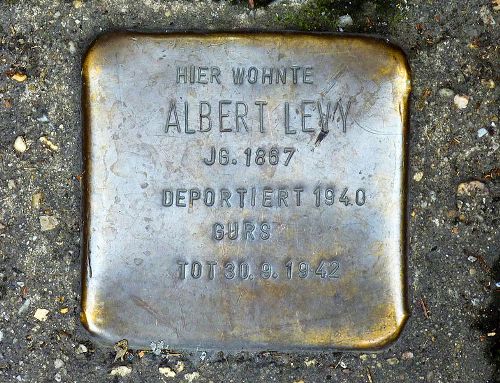 HIER WOHNTE
ALBERT LEVY
JG. 1867
DEPORTIERT 1940
GURS
TOT 30.9.1942